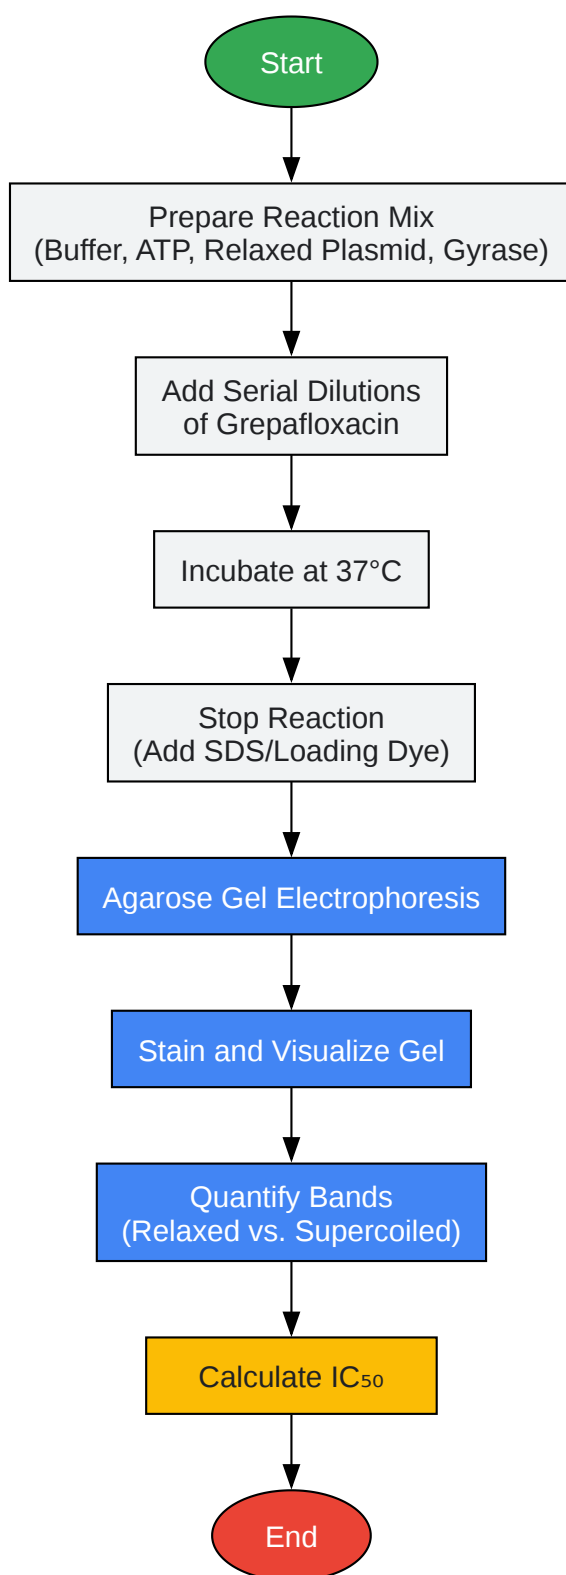 Start
Prepare Reaction Mix
(Buffer, ATP, Relaxed Plasmid, Gyrase)
Add Serial Dilutions
of Grepafloxacin
Incubate at 37°C
Stop Reaction
(Add SDS/Loading Dye)
Agarose Gel Electrophoresis
Stain and Visualize Gel
Quantify Bands
(Relaxed vs. Supercoiled)
Calculate IC₅₀
End